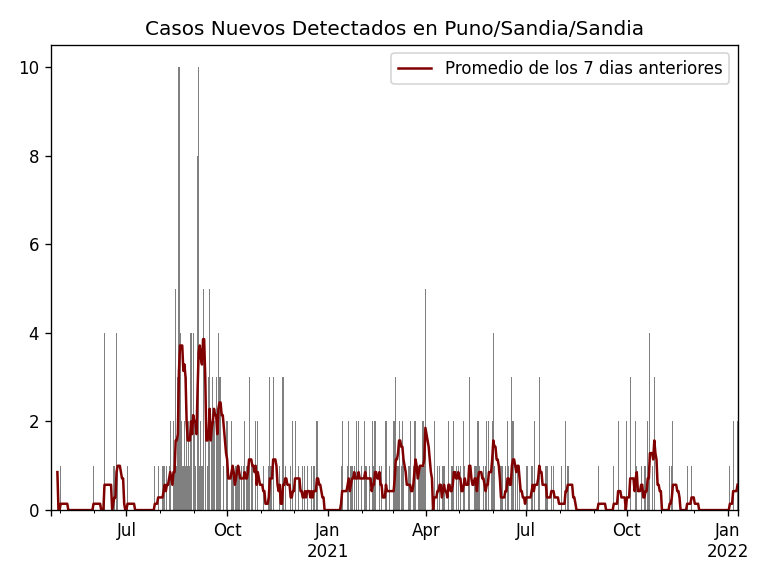 Casos Nuevos Detectados en Puno/Sandia/Sandia
Promedio de los 7 dias anteriores
10
8
6
4
2
0
Jul
Oct
Jan
2021
Apr
Jul
Oct
Jan
2022